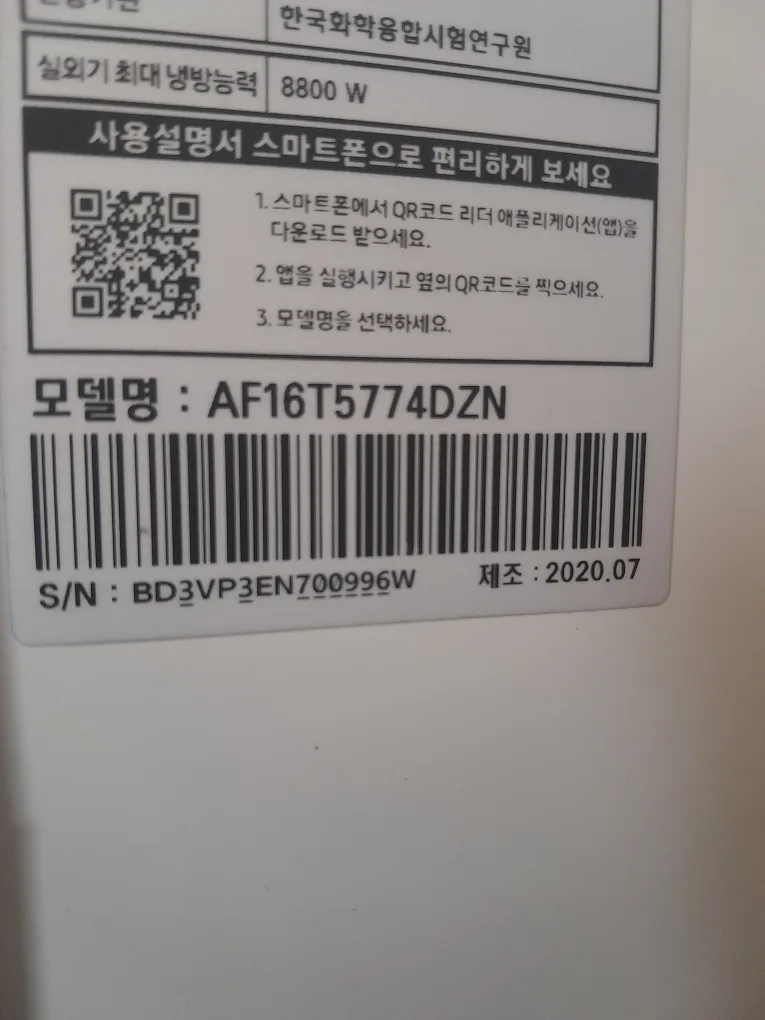 한국화학융합시험연구원
실외기 최대 냉방능력 8800 W
사용설명서 스마트폰으로 편리하게 보세요
1. 스마트폰에서 QR코드 리더 애플리케이션(앱)을
다운로드 받으세요.
2. 앱을 실행시키고 옆의 QR코드를 찍으세요.
3. 모델명을 선택하세요.
모델명 : AF16T5774DZN
S/N : BD3VP3EN700996W 제조 : 2020.07